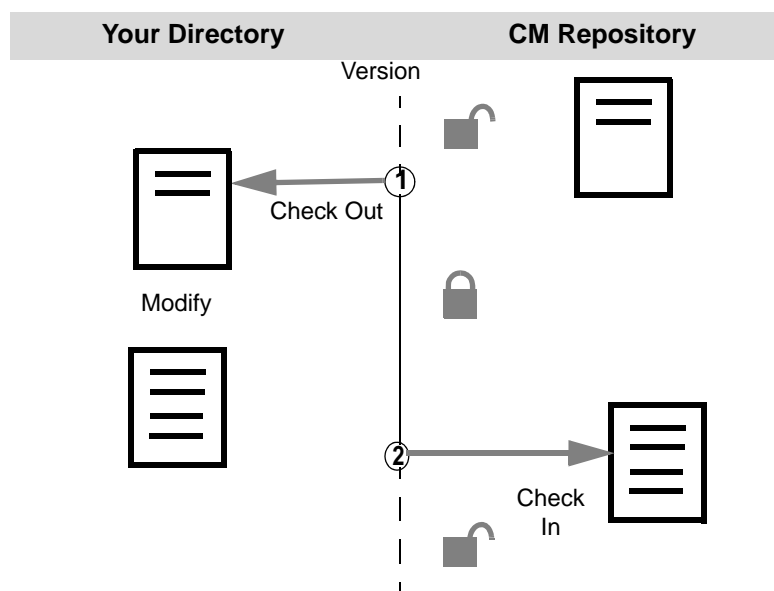 Your Directory CM Repository
Version
1
Check Out
Modify
2
Check
In